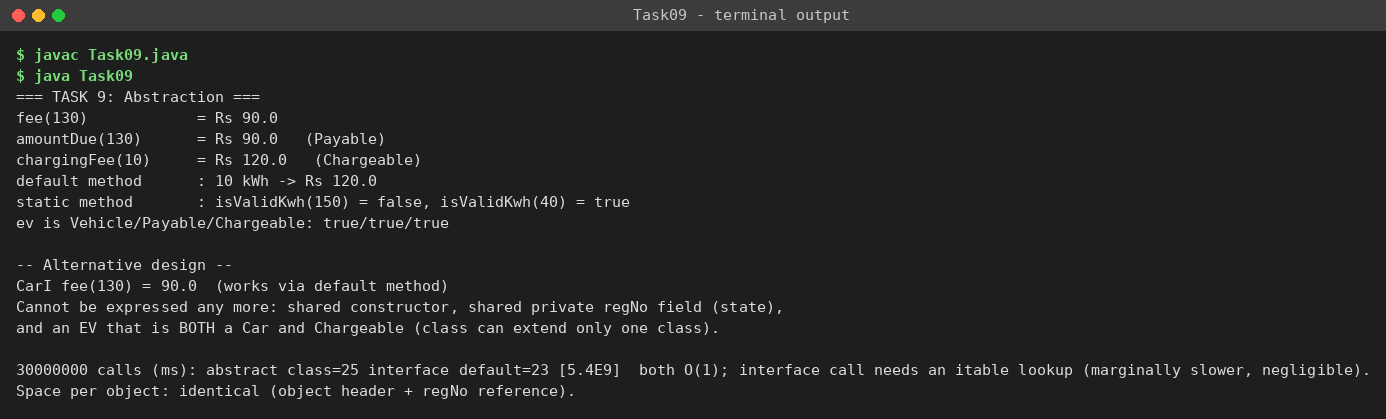 Task09 - terminal output
$ javac Task09.java
$ java Task09
=== TASK 9: Abstraction ===
fee(130)            = Rs 90.0
amountDue(130)      = Rs 90.0   (Payable)
chargingFee(10)     = Rs 120.0   (Chargeable)
default method      : 10 kWh -> Rs 120.0
static method       : isValidKwh(150) = false, isValidKwh(40) = true
ev is Vehicle/Payable/Chargeable: true/true/true
-- Alternative design --
CarI fee(130) = 90.0  (works via default method)
Cannot be expressed any more: shared constructor, shared private regNo field (state),
and an EV that is BOTH a Car and Chargeable (class can extend only one class).
30000000 calls (ms): abstract class=25 interface default=23 [5.4E9]  both O(1); interface call needs an itable lookup (marginally slower, negligible).
Space per object: identical (object header + regNo reference).